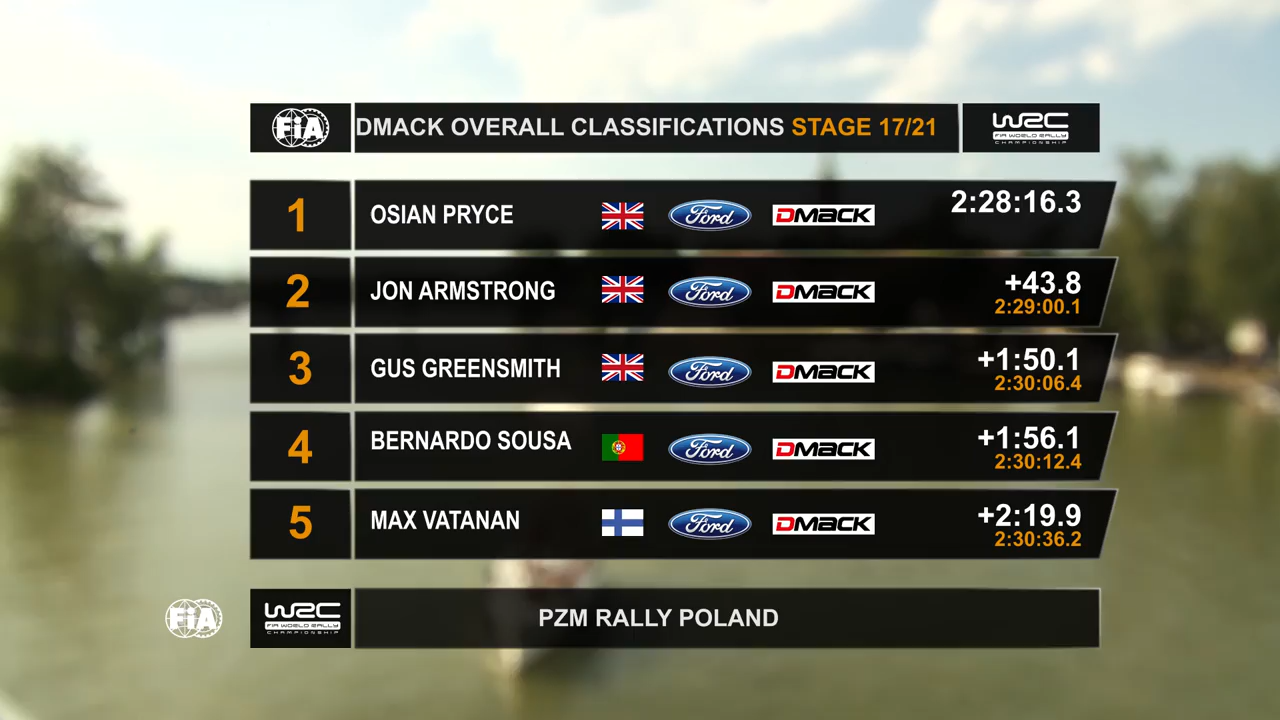 FIA DMACK OVERALL CLASSIFICATIONS STAGE 17/21 WRC
FIA WORLD RALLY
CHAMPIONSHIP
1 OSIAN PRYCE Ford DMACK 2:28:16.3
2 JON ARMSTRONG Ford DMACK +43.8
2:29:00.1
3 GUS GREENSMITH Ford DMACK +1:50.1
2:30:06.4
4 BERNARDO SOUSA Ford DMACK +1:56.1
2:30:12.4
5 MAX VATANAN Ford DMACK +2:19.9
2:30:36.2
FIA WRC PZM RALLY POLAND
FIA WORLD RALLY
CHAMPIONSHIP